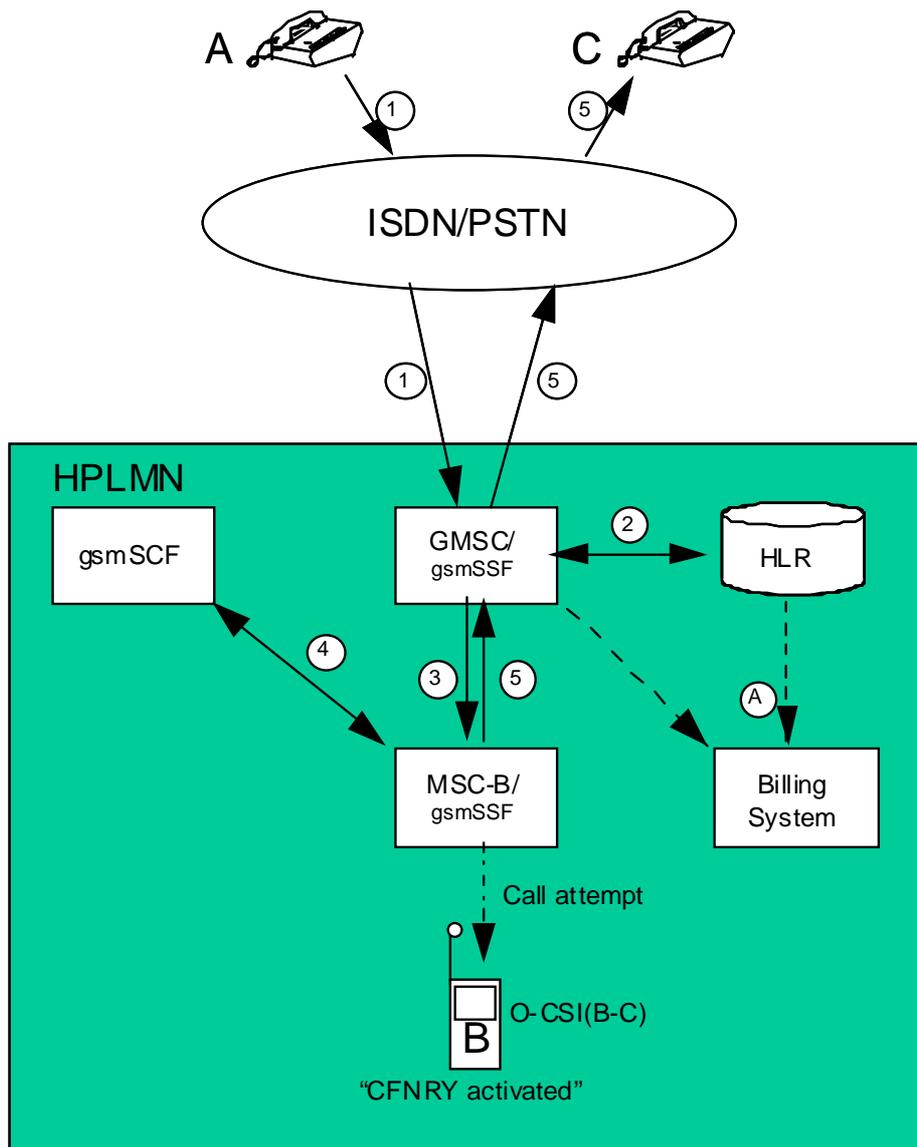 A
C
1
5
ISDN/PSTN
1
5
HPLMN
gsmSCF
GMSC/
gsmSSF
2
HLR
4
3
5
A
MSC-B/
gsmSSF
Billing
System
Call attempt
O-CSI(B-C)
B
“CFNRY activated”